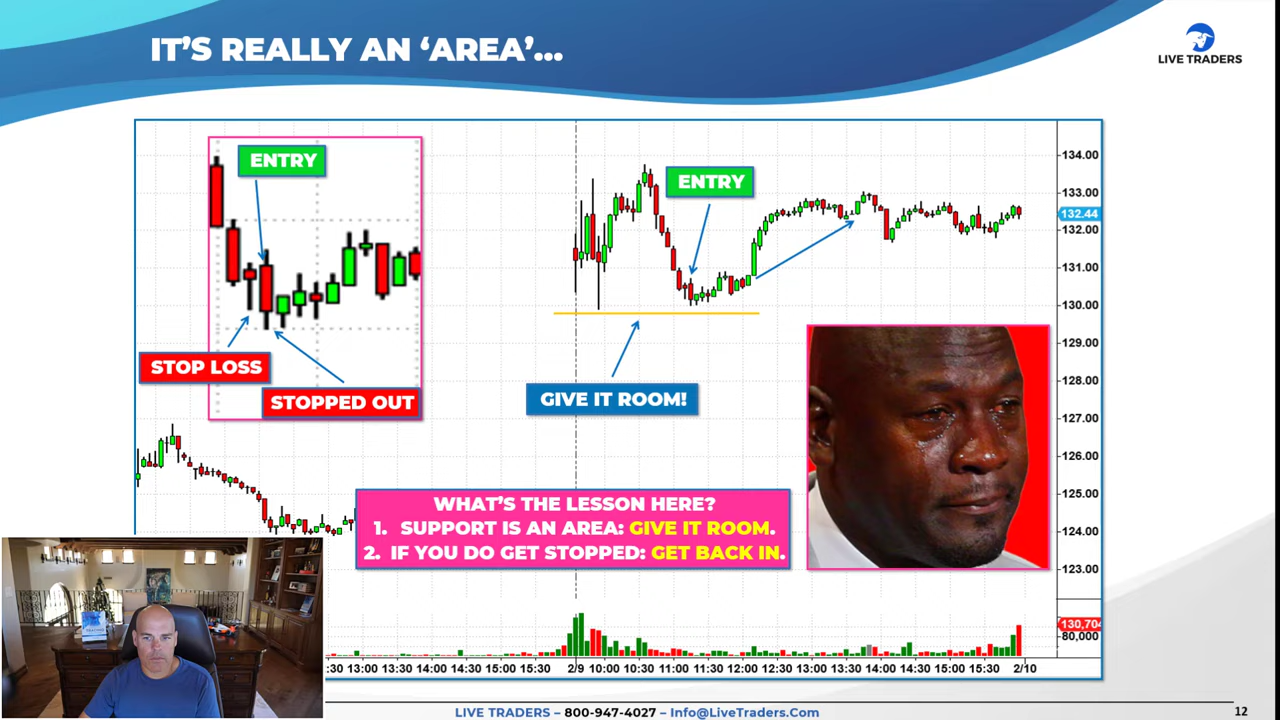 IT'S REALLY AN 'AREA'...
LIVE TRADERS
ENTRY
STOP LOSS
STOPPED OUT
ENTRY
GIVE IT ROOM!
134.00
133.00
132.44
132.00
131.00
130.00
129.00
128.00
127.00
126.00
125.00
124.00
123.00
WHAT'S THE LESSON HERE?
1. SUPPORT IS AN AREA: GIVE IT ROOM.
2. IF YOU DO GET STOPPED: GET BACK IN.
130,704
80,000
:30 13:00 13:30 14:00 14:30 15:00 15:30 2/9 10:00 10:30 11:00 11:30 12:00 12:30 13:00 13:30 14:00 14:30 15:00 15:30 2/10
LIVE TRADERS – 800-947-4027 – Info@LiveTraders.Com
12